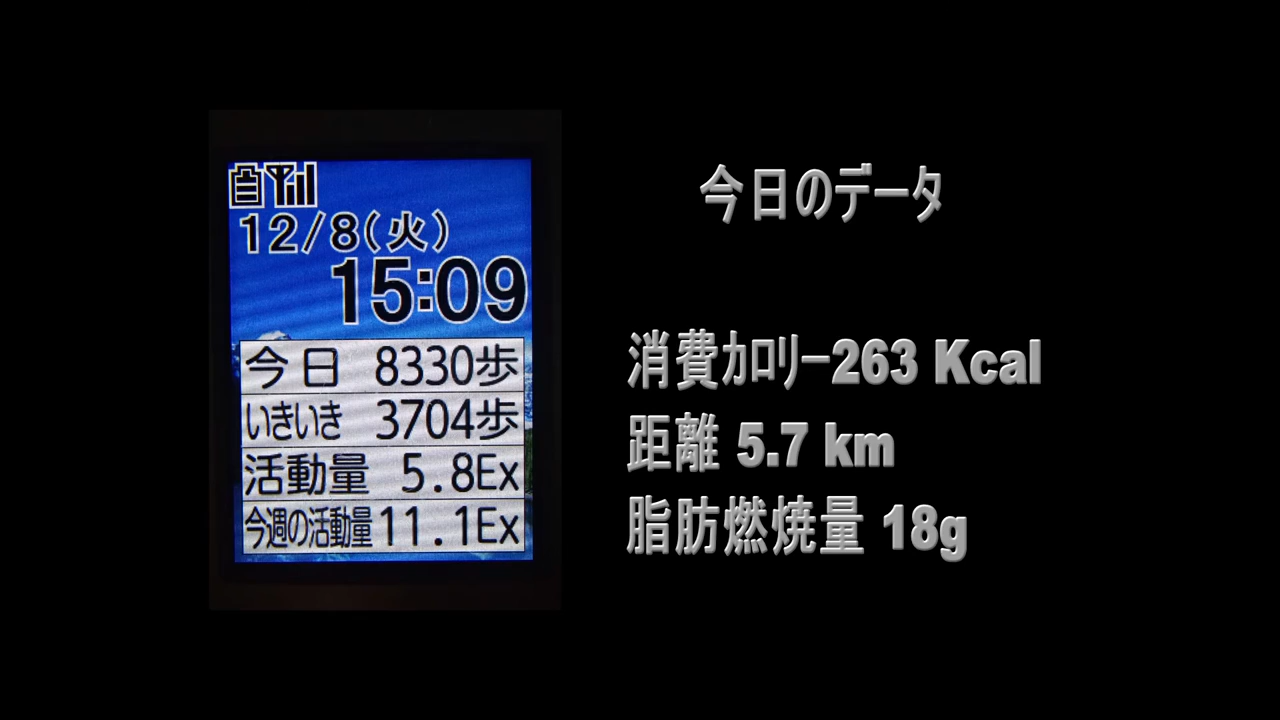 12/8(火)
15:09
今日 8330歩
いきいき 3704歩
活動量 5.8Ex
今週の活動量 11.1Ex
今日のデータ
消費ｶﾛﾘｰ263 Kcal
距離 5.7 km
脂肪燃焼量 18g